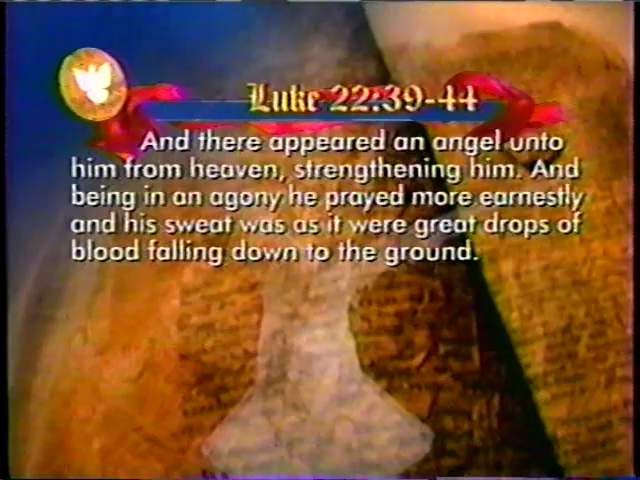 Luke 22:39-44
And there appeared an angel unto
him from heaven, strengthening him. And
being in an agony he prayed more earnestly
and his sweat was as it were great drops of
blood falling down to the ground.